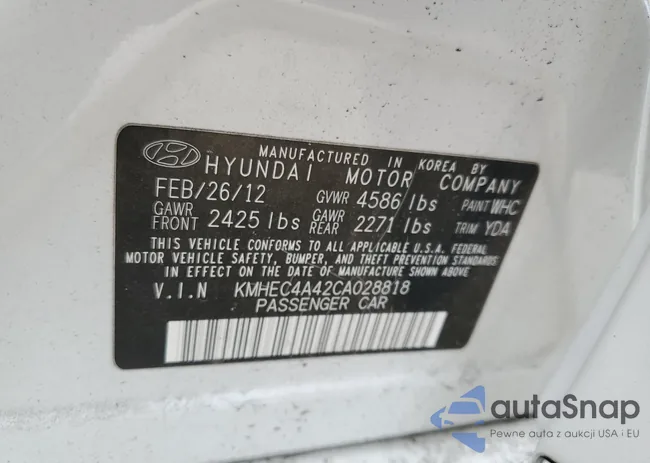 MANUFACTURED IN KOREA BY
HYUNDAI MOTOR COMPANY
FEB/26/12 GVWR 4586 lbs PAINT WHC
GAWR FRONT 2425 lbs GAWR REAR 2271 lbs TRIM YDA
THIS VEHICLE CONFORMS TO ALL APPLICABLE U.S.A. FEDERAL
MOTOR VEHICLE SAFETY, BUMPER, AND THEFT PREVENTION STANDARDS
IN EFFECT ON THE DATE OF MANUFACTURE SHOWN ABOVE.
V.I.N KMHEC4A42CA028818
PASSENGER CAR
autoSnap
Pewne auta z aukcji USA i EU